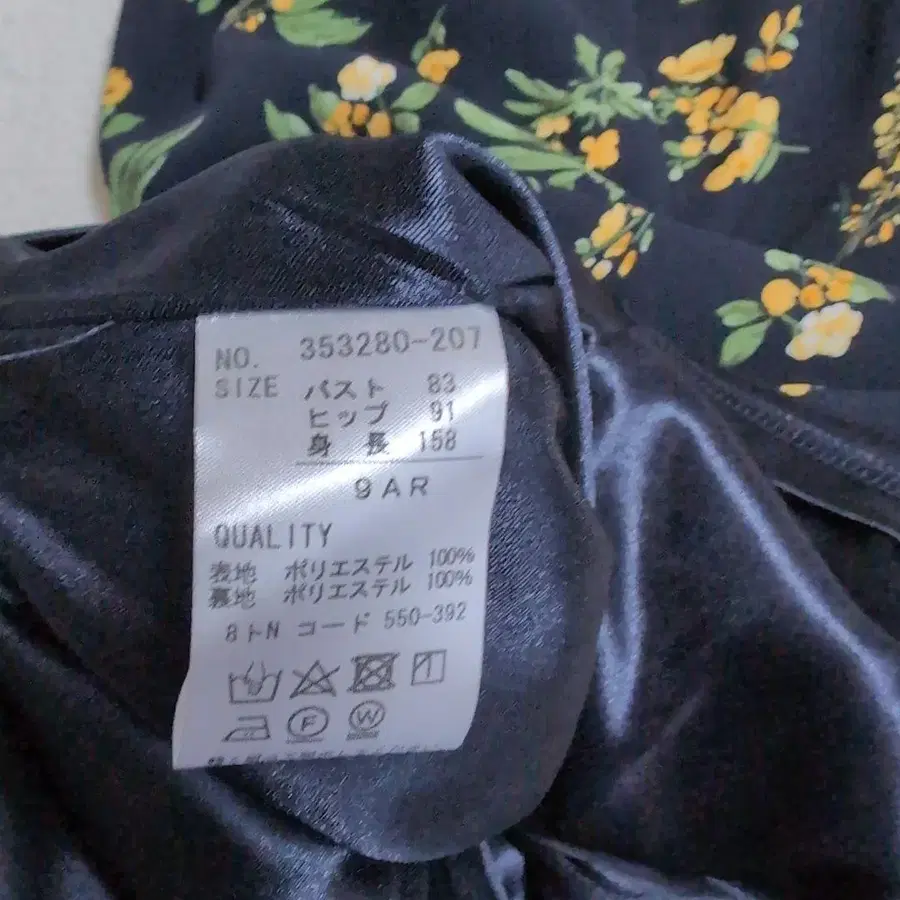 NO. 353280-207
SIZE バスト 83
ヒップ 91
身長 158
9AR
QUALITY
表地 ポリエステル 100%
裏地 ポリエステル 100%
8トN コード 550-392
F W